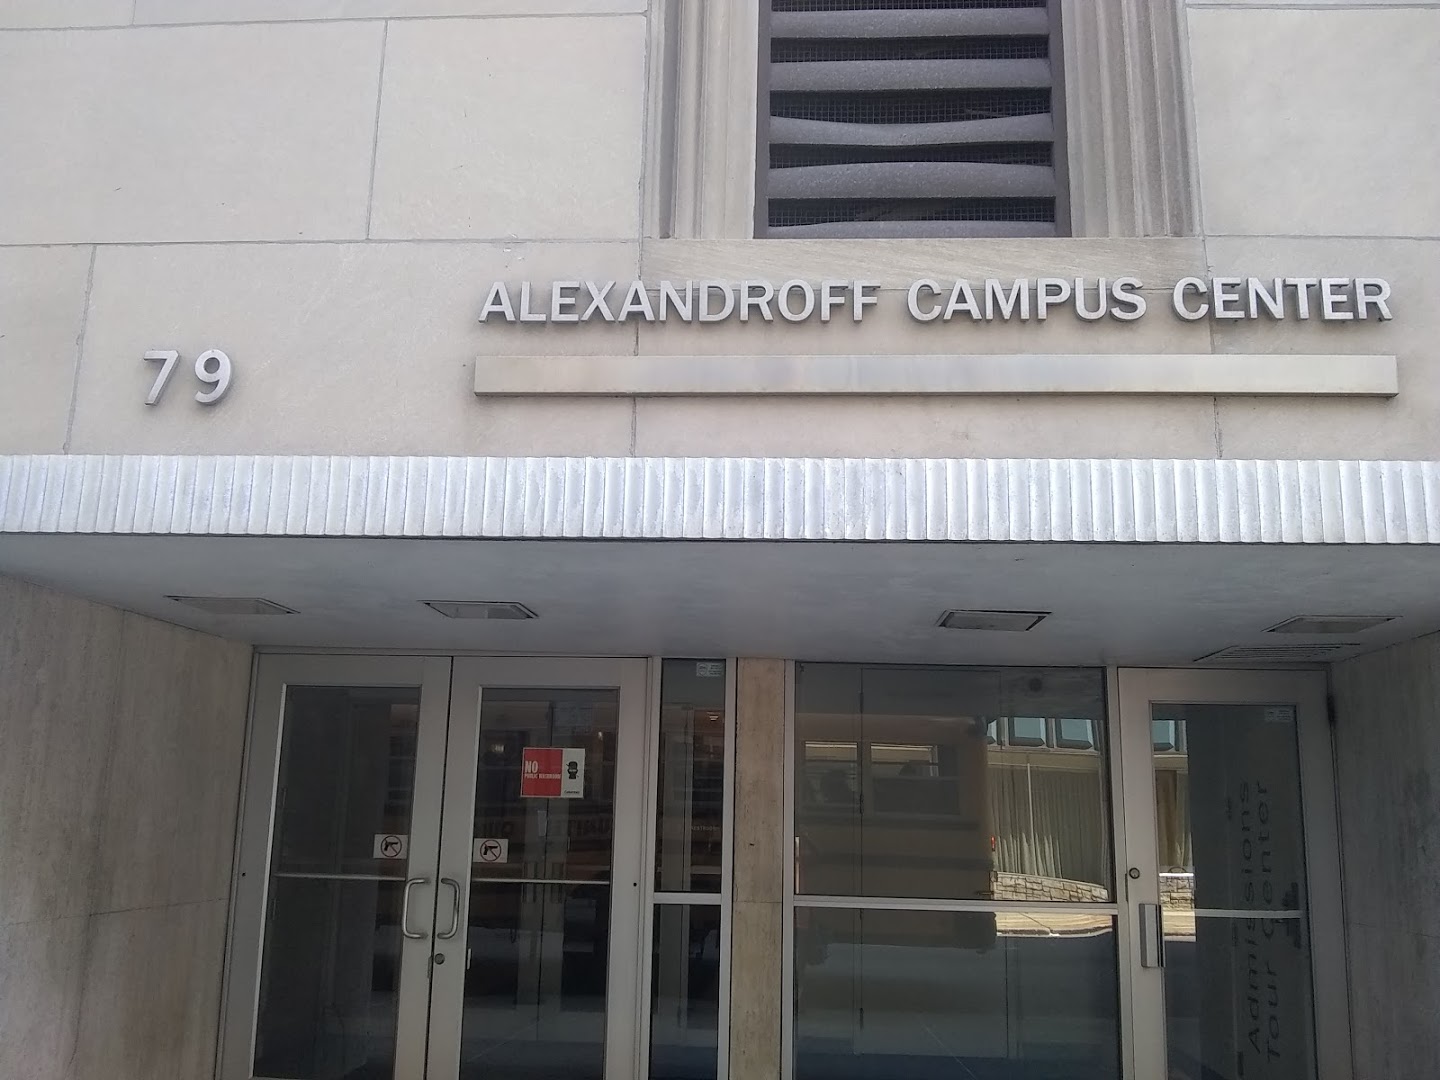 ALEXANDROFF CAMPUS CENTER
79
NO
PUBLIC RESTROOM
Admissions
Tour Center